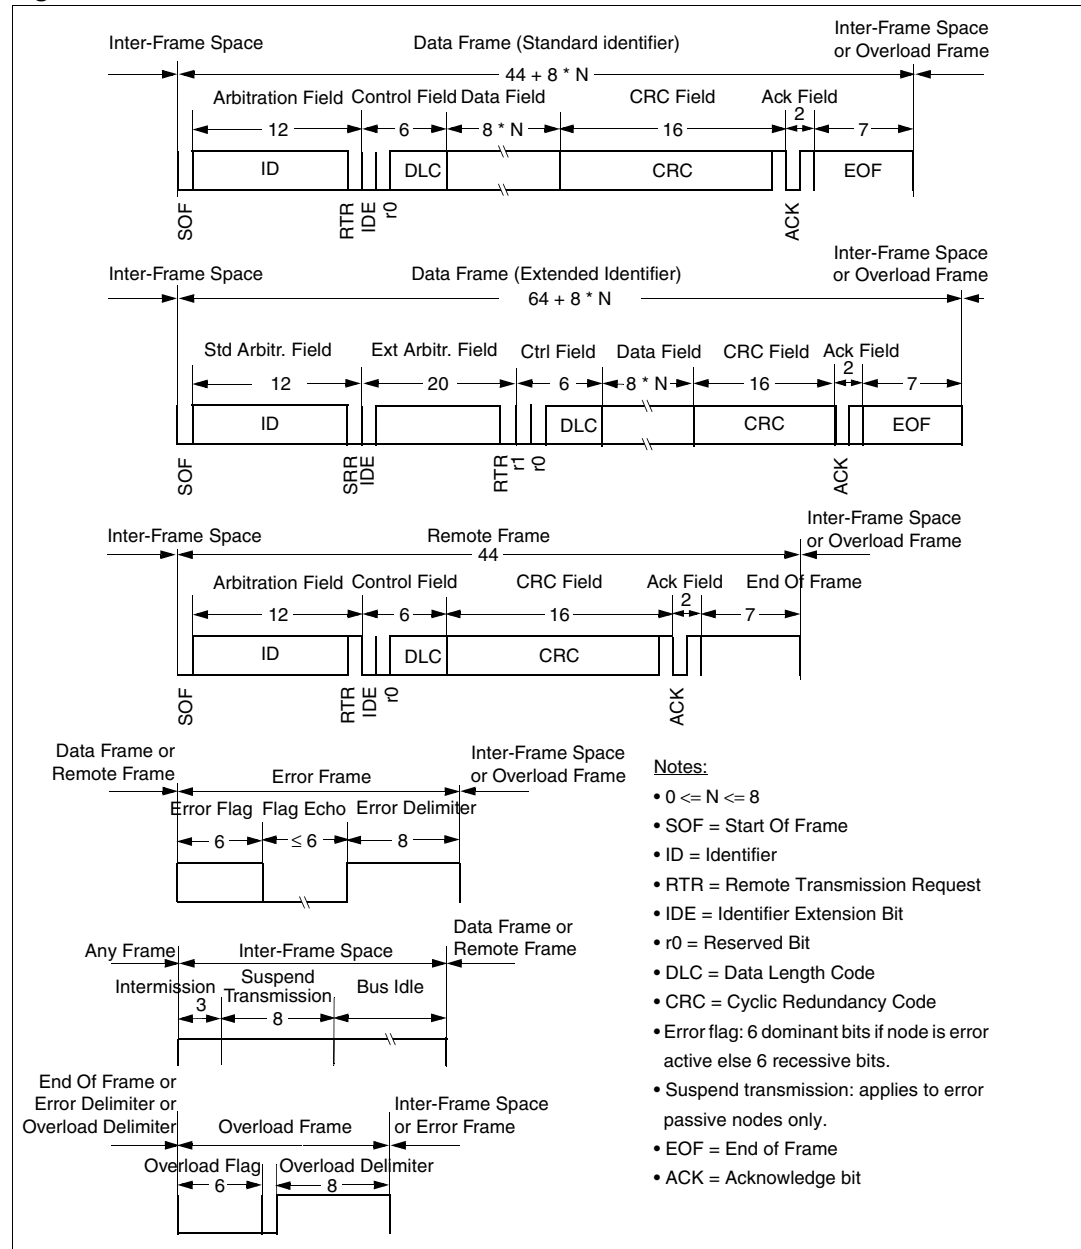 Inter-Frame Space
Data Frame (Standard identifier)
Inter-Frame Space
or Overload Frame
44 + 8 * N
Arbitration Field
Control Field
Data Field
CRC Field
Ack Field
12
6
8 * N
16
2
7
ID
DLC
CRC
EOF
SOF
RTR
IDE
r0
ACK
Inter-Frame Space
Data Frame (Extended Identifier)
Inter-Frame Space
or Overload Frame
64 + 8 * N
Std Arbitr. Field
Ext Arbitr. Field
Ctrl Field
Data Field
CRC Field
Ack Field
12
20
6
8 * N
16
2
7
ID
DLC
CRC
EOF
SOF
SRR
IDE
RTR
r1
r0
ACK
Inter-Frame Space
Remote Frame
Inter-Frame Space
or Overload Frame
44
Arbitration Field
Control Field
CRC Field
Ack Field
End Of Frame
12
6
16
2
7
ID
DLC
CRC
SOF
RTR
IDE
r0
ACK
Data Frame or
Remote Frame
Error Frame
Inter-Frame Space
or Overload Frame
Error Flag
Flag Echo
Error Delimiter
6
≤ 6
8
Any Frame
Inter-Frame Space
Data Frame or
Remote Frame
Intermission
Suspend
Transmission
Bus Idle
3
8
End Of Frame or
Error Delimiter or
Overload Delimiter
Overload Frame
Inter-Frame Space
or Error Frame
Overload Flag
Overload Delimiter
6
8
Notes:
• 0 <= N <= 8
• SOF = Start Of Frame
• ID = Identifier
• RTR = Remote Transmission Request
• IDE = Identifier Extension Bit
• r0 = Reserved Bit
• DLC = Data Length Code
• CRC = Cyclic Redundancy Code
• Error flag: 6 dominant bits if node is error
active else 6 recessive bits.
• Suspend transmission: applies to error
passive nodes only.
• EOF = End of Frame
• ACK = Acknowledge bit